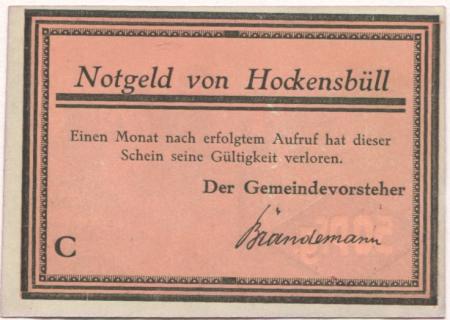 Notgeld von Hockensbüll
Einen Monat nach erfolgtem Aufruf hat dieser
Schein seine Gültigkeit verloren.
Der Gemeindevorsteher
Brandemann
C